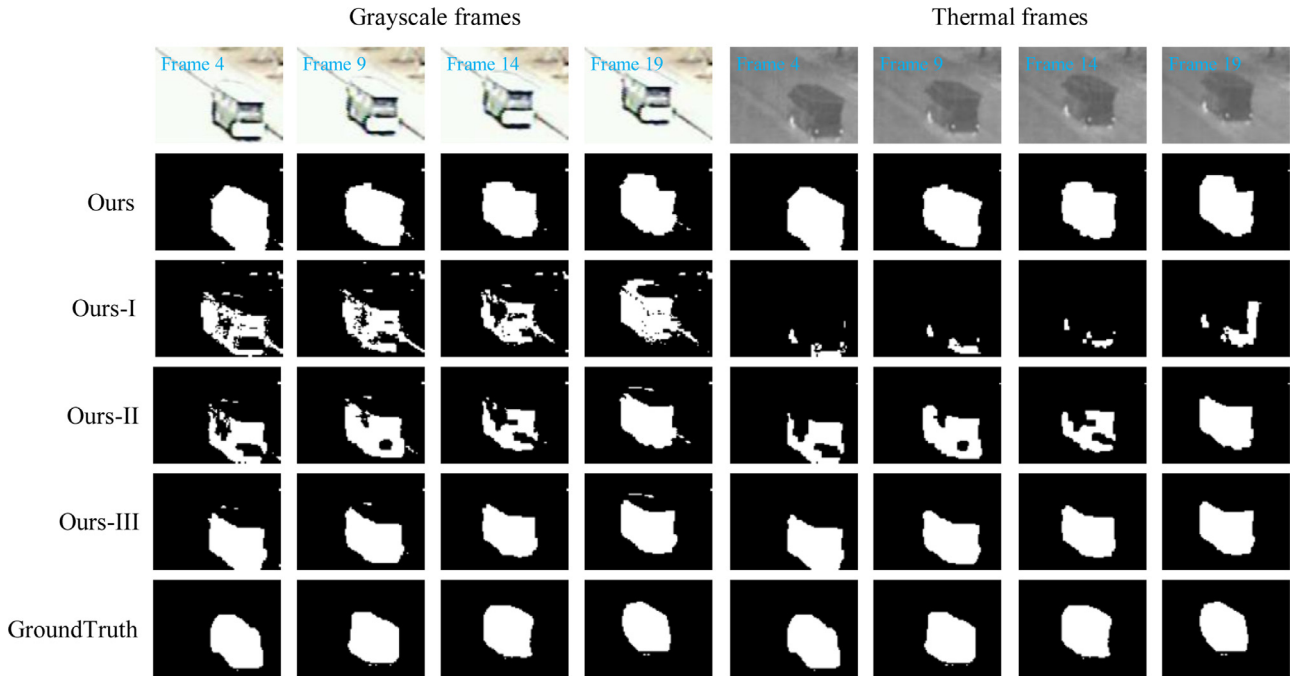 Grayscale frames Thermal frames
Frame 4 Frame 9 Frame 14 Frame 19 Frame 4 Frame 9 Frame 14 Frame 19
Ours
Ours-I
Ours-II
Ours-III
GroundTruth